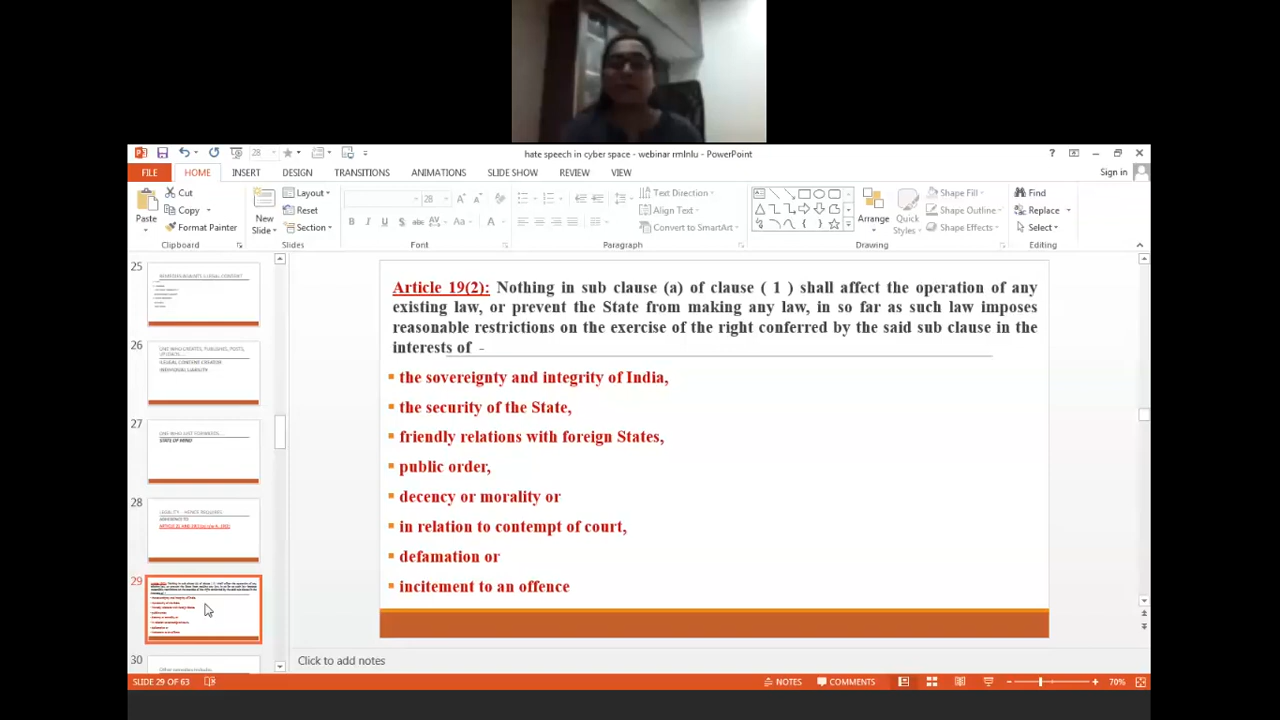 hate speech in cyber space - webinar rmlnlu - PowerPoint
28
FILE HOME INSERT DESIGN TRANSITIONS ANIMATIONS SLIDE SHOW REVIEW VIEW Sign in
Paste
Cut
Copy
Format Painter
Clipboard
New Slide
Layout
Reset
Section
Slides
28
B I U S abc AV Aa A
Font
Text Direction
Align Text
Convert to SmartArt
Paragraph
Arrange
Quick Styles
Shape Fill
Shape Outline
Shape Effects
Drawing
Find
Replace
Select
Editing
25
26
27
STATE OF MIND
28
29
30
Article 19(2): Nothing in sub clause (a) of clause ( 1 ) shall affect the operation of any
existing law, or prevent the State from making any law, in so far as such law imposes
reasonable restrictions on the exercise of the right conferred by the said sub clause in the
interests of -
the sovereignty and integrity of India,
the security of the State,
friendly relations with foreign States,
public order,
decency or morality or
in relation to contempt of court,
defamation or
incitement to an offence
Click to add notes
SLIDE 29 OF 63 NOTES COMMENTS 70%